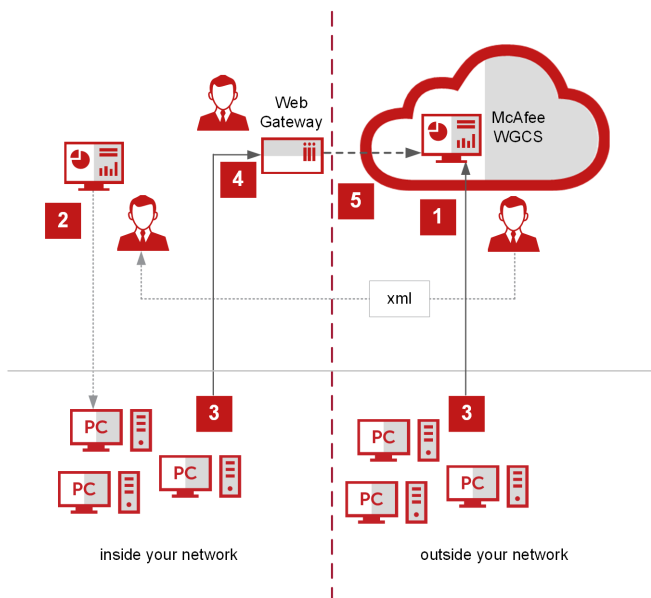 Web
Gateway
McAfee
WGCS
4
5
1
2
xml
3
3
PC
PC
PC
PC
PC
PC
inside your network
outside your network